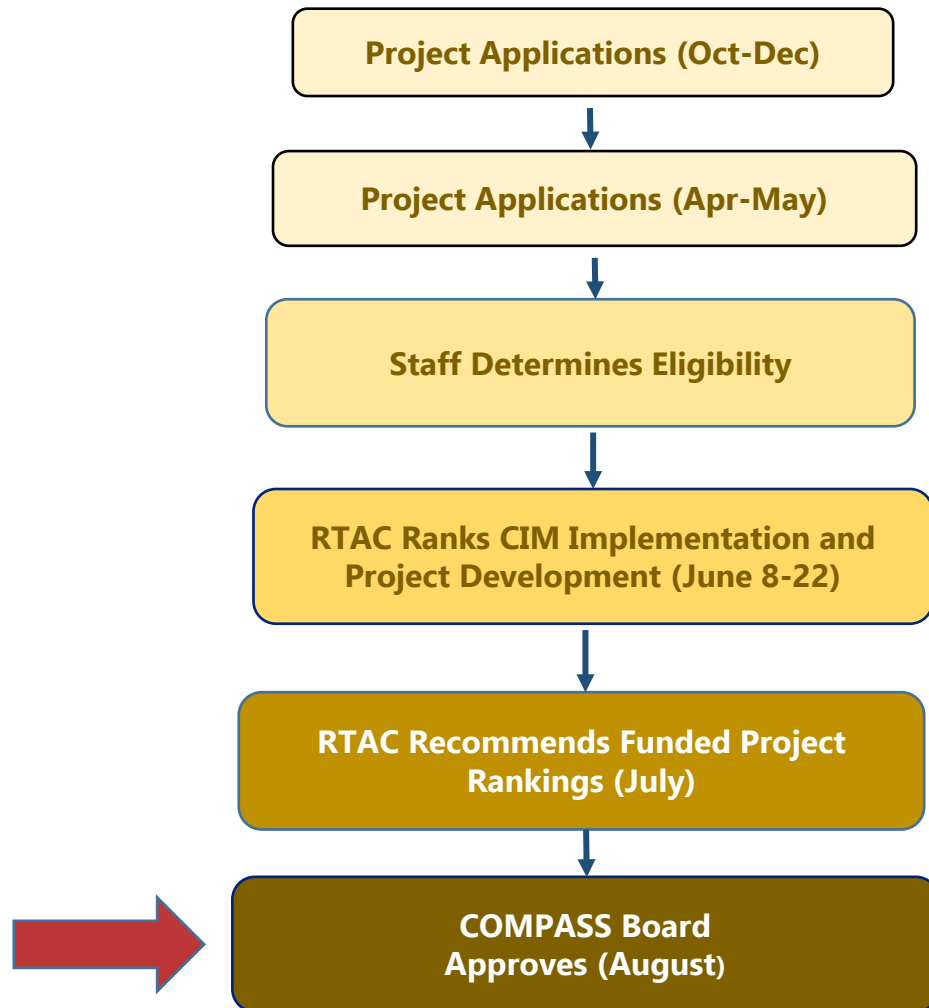 Project Applications (Oct-Dec)
Project Applications (Apr-May)
Staff Determines Eligibility
RTAC Ranks CIM Implementation and
Project Development (June 8-22)
RTAC Recommends Funded Project
Rankings (July)
COMPASS Board
Approves (August)